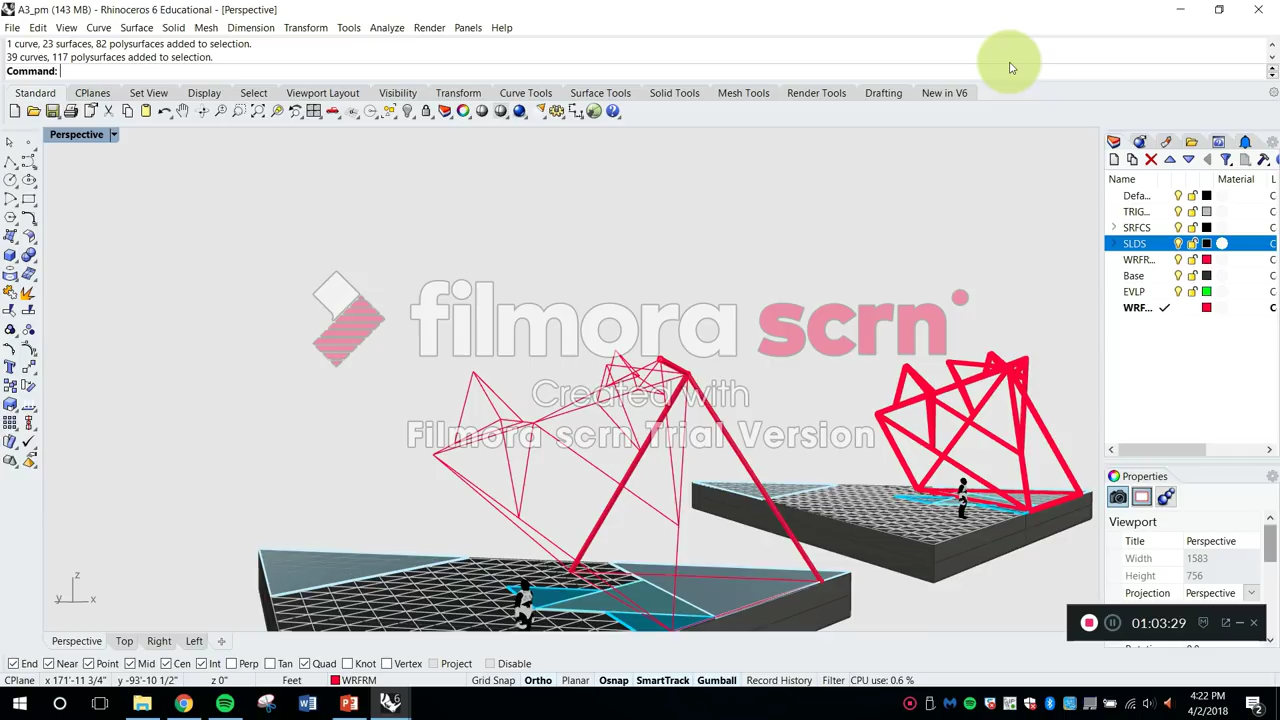 A3_pm (143 MB) - Rhinoceros 6 Educational - [Perspective]
File Edit View Curve Surface Solid Mesh Dimension Transform Tools Analyze Render Panels Help
1 curve, 23 surfaces, 82 polysurfaces added to selection.
39 curves, 117 polysurfaces added to selection.
Command:
Standard CPlanes Set View Display Select Viewport Layout Visibility Transform Curve Tools Surface Tools Solid Tools Mesh Tools Render Tools Drafting New in V6
Perspective
Name Material L
Defa... C
TRIG... C
SRFCS C
SLDS C
WRFR... C
Base C
EVLP C
WRF... C
filmora scrn
Created with
Filmora scrn Trial Version
Properties
Viewport
Title Perspective
Width 1583
Height 756
Projection Perspective
01:03:29
z
y x
Perspective Top Right Left
End Near Point Mid Cen Int Perp Tan Quad Knot Vertex Project Disable
CPlane x 171'-11 3/4" y -93'-10 1/2" z 0" Feet WRFRM Grid Snap Ortho Planar Osnap SmartTrack Gumball Record History Filter CPU use: 0.6 %
4:22 PM
4/2/2018
2